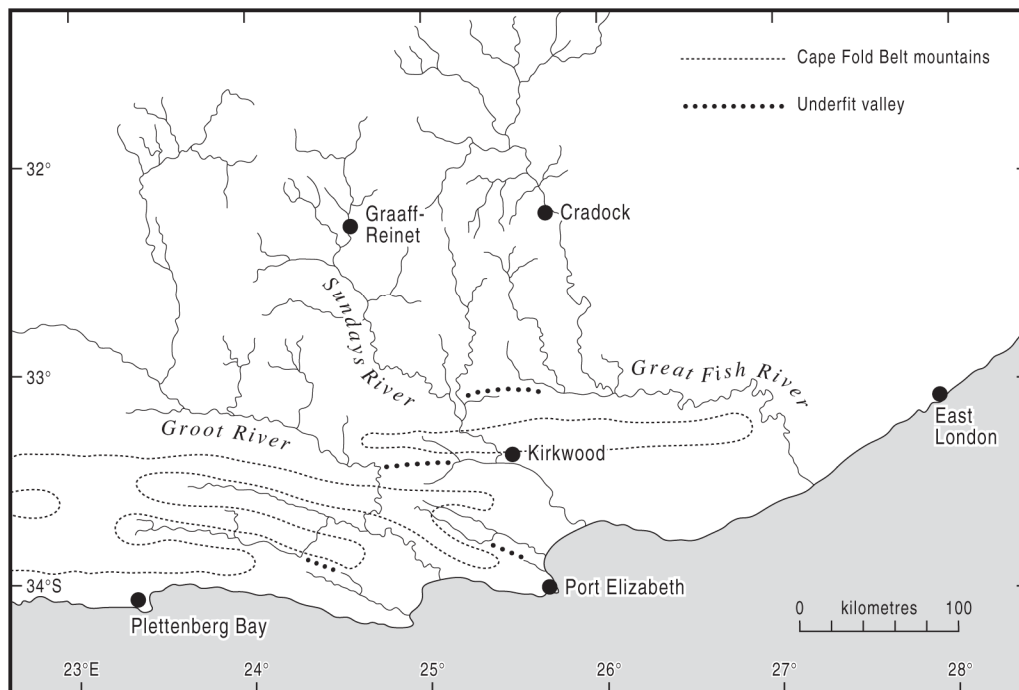 Cape Fold Belt mountains
Underfit valley
32°
Graaff-
Reinet
Cradock
Sundays River
33°
Great Fish River
East
London
Groot River
Kirkwood
34°S
Port Elizabeth
Plettenberg Bay
0 kilometres 100
23°E 24° 25° 26° 27° 28°